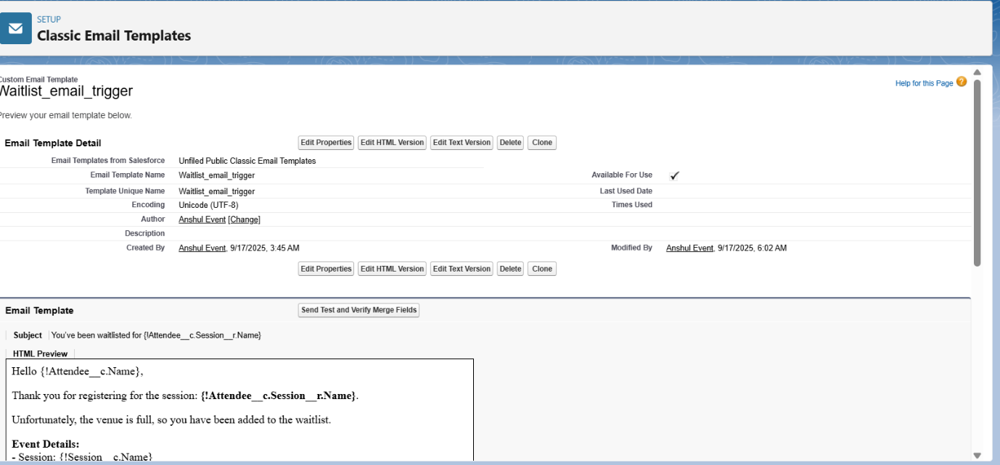 SETUP
Classic Email Templates
Custom Email Template
Waitlist_email_trigger
Help for this Page ?
Preview your email template below.
Email Template Detail
Edit Properties Edit HTML Version Edit Text Version Delete Clone
Email Templates from Salesforce Unfiled Public Classic Email Templates
Email Template Name Waitlist_email_trigger Available For Use ✓
Template Unique Name Waitlist_email_trigger Last Used Date
Encoding Unicode (UTF-8) Times Used
Author Anshul Event [Change]
Description
Created By Anshul Event, 9/17/2025, 3:45 AM Modified By Anshul Event, 9/17/2025, 6:02 AM
Edit Properties Edit HTML Version Edit Text Version Delete Clone
Email Template Send Test and Verify Merge Fields
Subject You've been waitlisted for {!Attendee__c.Session__r.Name}
HTML Preview
Hello {!Attendee__c.Name},
Thank you for registering for the session: {!Attendee__c.Session__r.Name}.
Unfortunately, the venue is full, so you have been added to the waitlist.
Event Details:
- Session: {!Session__c.Name}